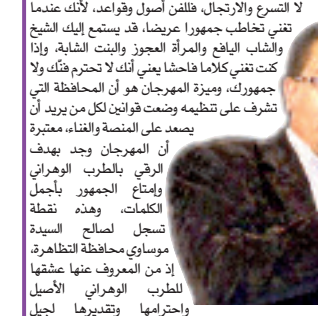 لا التسرع والارتجال، فللفن أصول وقواعد، لأنك عندما
تغني تخاطب جمهورا عريضا، قد يستمع إليك الشيخ
والشاب اليافع والمرأة العجوز والبنت الشابة، وإذا
كنت تغني كلاما فاحشا يعني أنك لا تحترم فنّك ولا
جمهورك، وميزة المهرجان هو أن المحافظة التي
تشرف على تنظيمه وضعت قوانين لكل من يريد أن
يصعد على المنصة والغناء، معتبرة
أن المهرجان وجد بهدف
الرقي بالطرب الوهراني
وإمتاع الجمهور بأجمل
الكلمات، وهذه نقطة
تسجل لصالح السيدة
موساوي محافظة التظاهرة،
إذ من المعروف عنها عشقها
للطرب الوهراني الأصيل
واحترامها وتقديرها لجيل